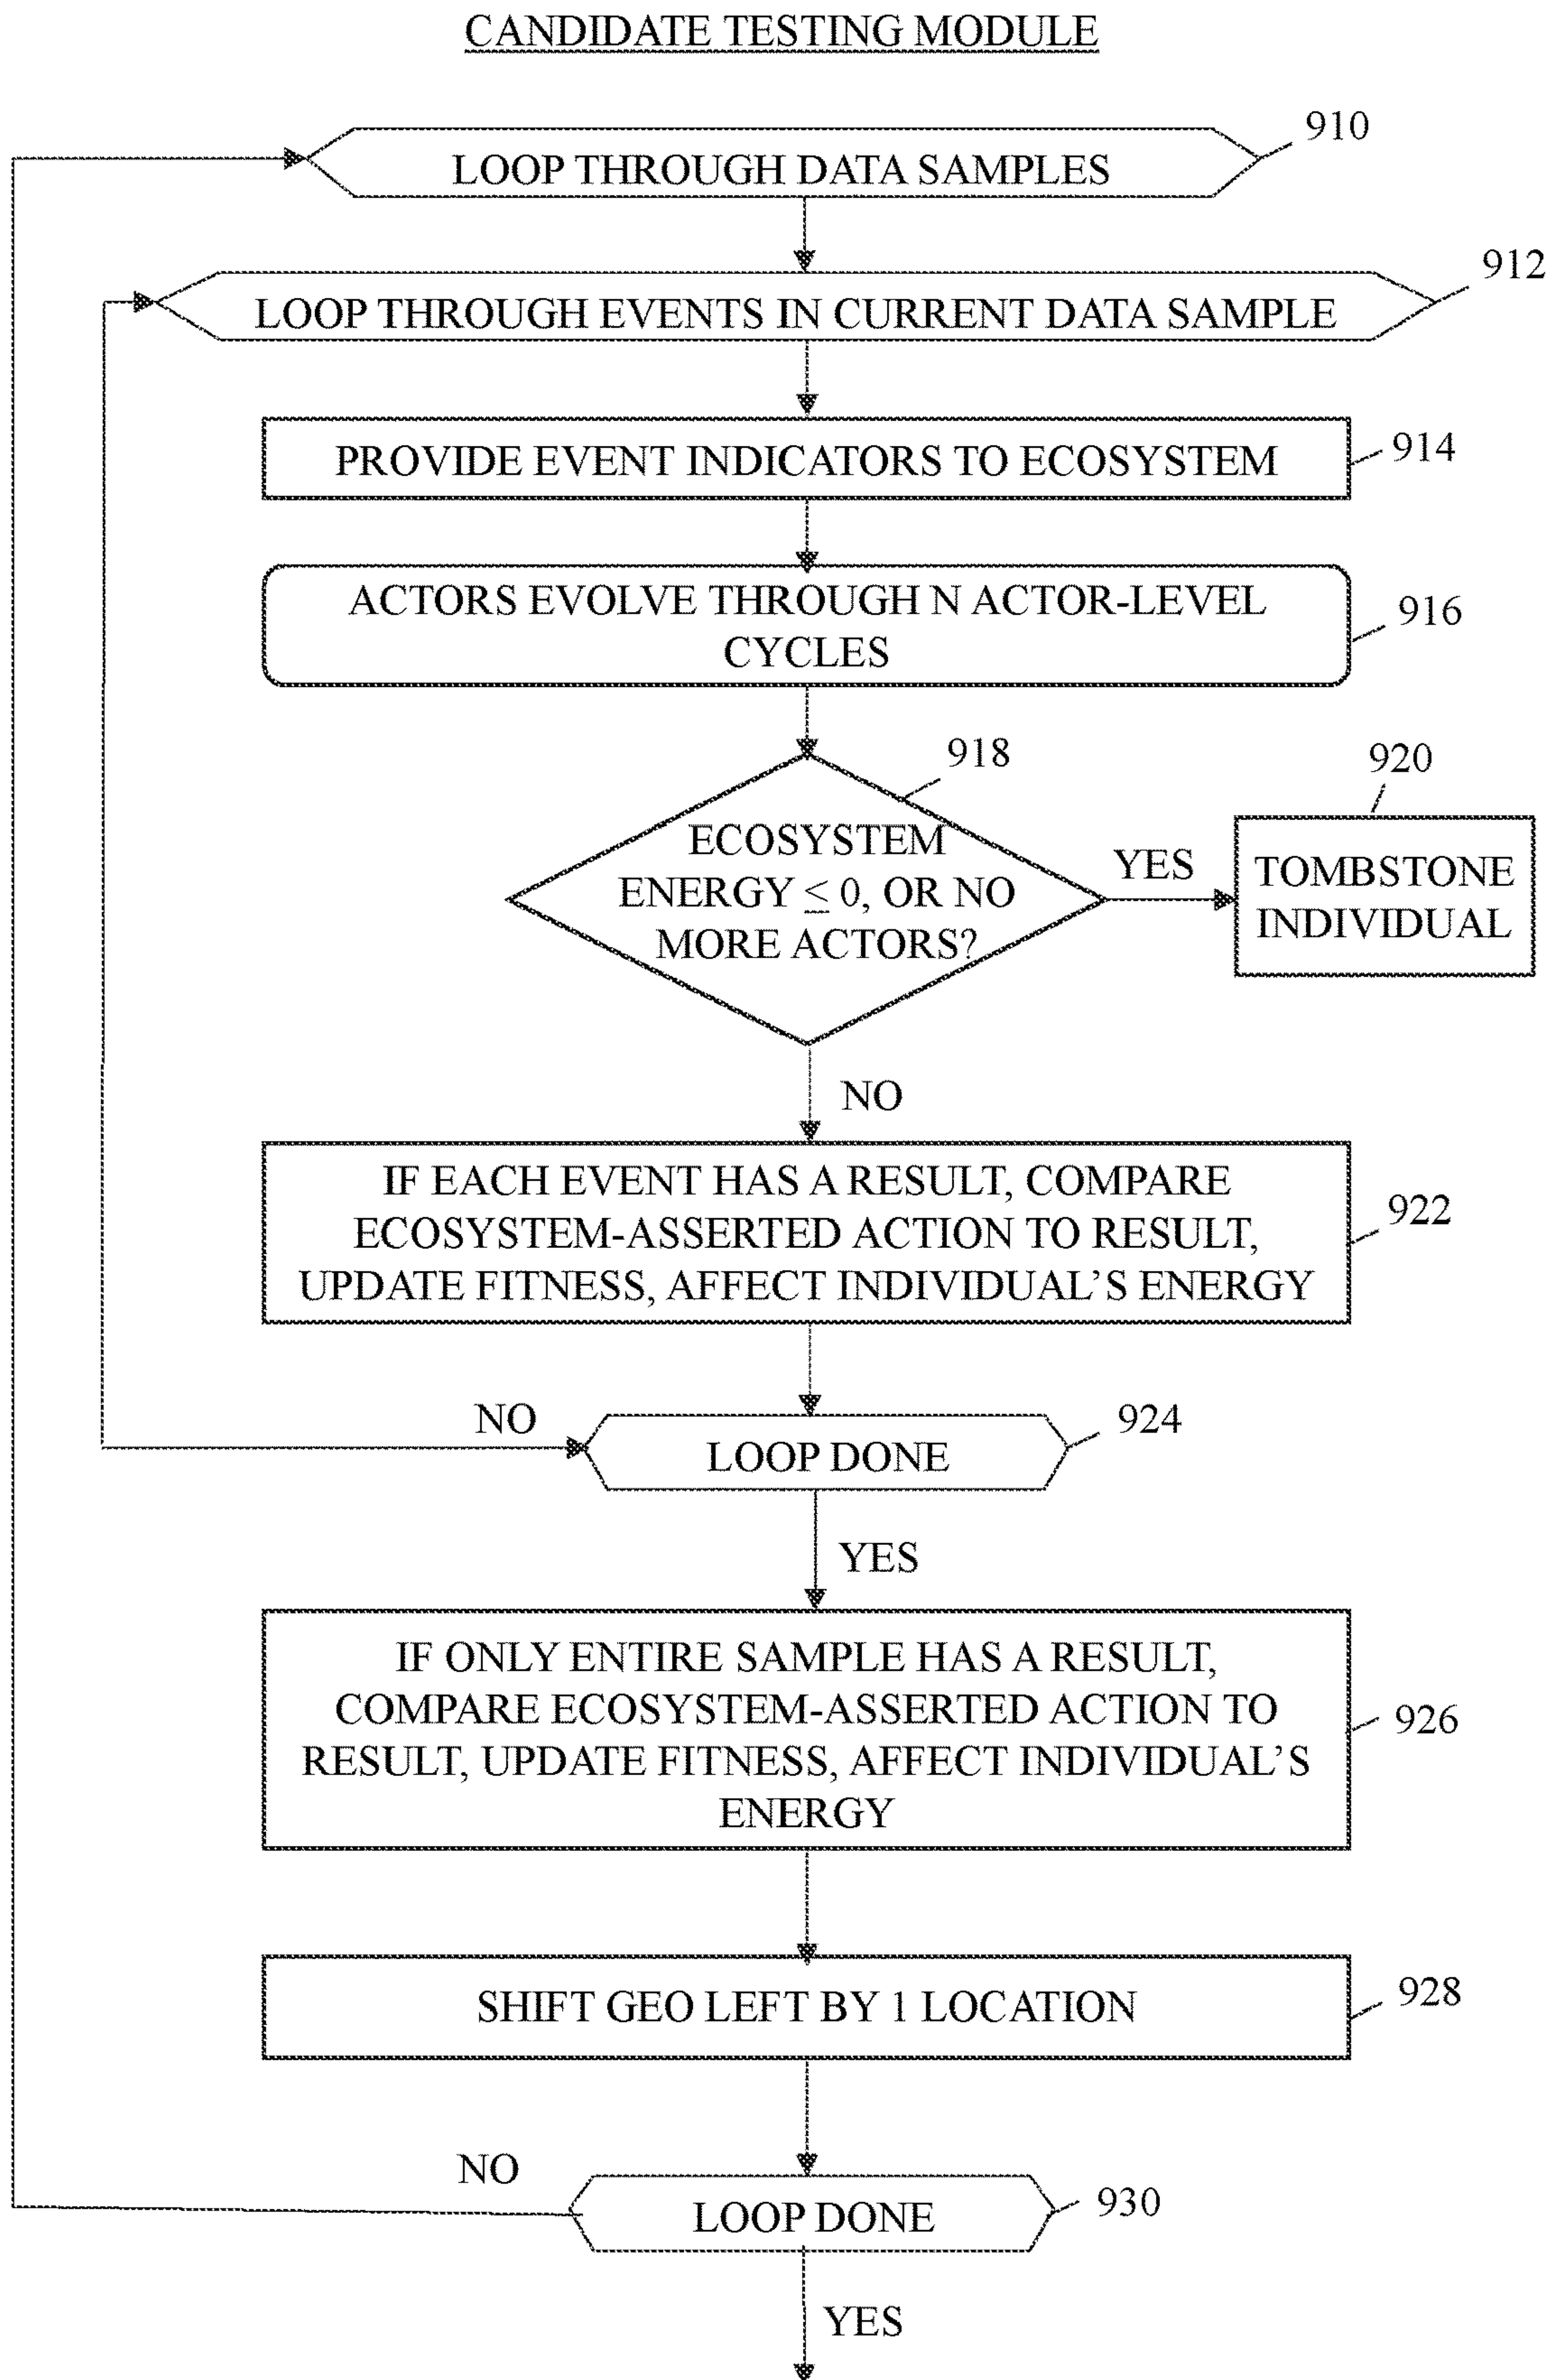 CANDIDATE TESTING MODULE
910
LOOP THROUGH DATA SAMPLES
912
LOOP THROUGH EVENTS IN CURRENT DATA SAMPLE
PROVIDE EVENT INDICATORS TO ECOSYSTEM
914
ACTORS EVOLVE THROUGH N ACTOR-LEVEL
CYCLES
916
918
ECOSYSTEM
ENERGY ≤ 0, OR NO
MORE ACTORS?
YES
920
TOMBSTONE
INDIVIDUAL
NO
IF EACH EVENT HAS A RESULT, COMPARE
ECOSYSTEM-ASSERTED ACTION TO RESULT,
UPDATE FITNESS, AFFECT INDIVIDUAL'S ENERGY
922
NO
LOOP DONE
924
YES
IF ONLY ENTIRE SAMPLE HAS A RESULT,
COMPARE ECOSYSTEM-ASSERTED ACTION TO
RESULT, UPDATE FITNESS, AFFECT INDIVIDUAL'S
ENERGY
926
SHIFT GEO LEFT BY 1 LOCATION
928
NO
LOOP DONE
930
YES